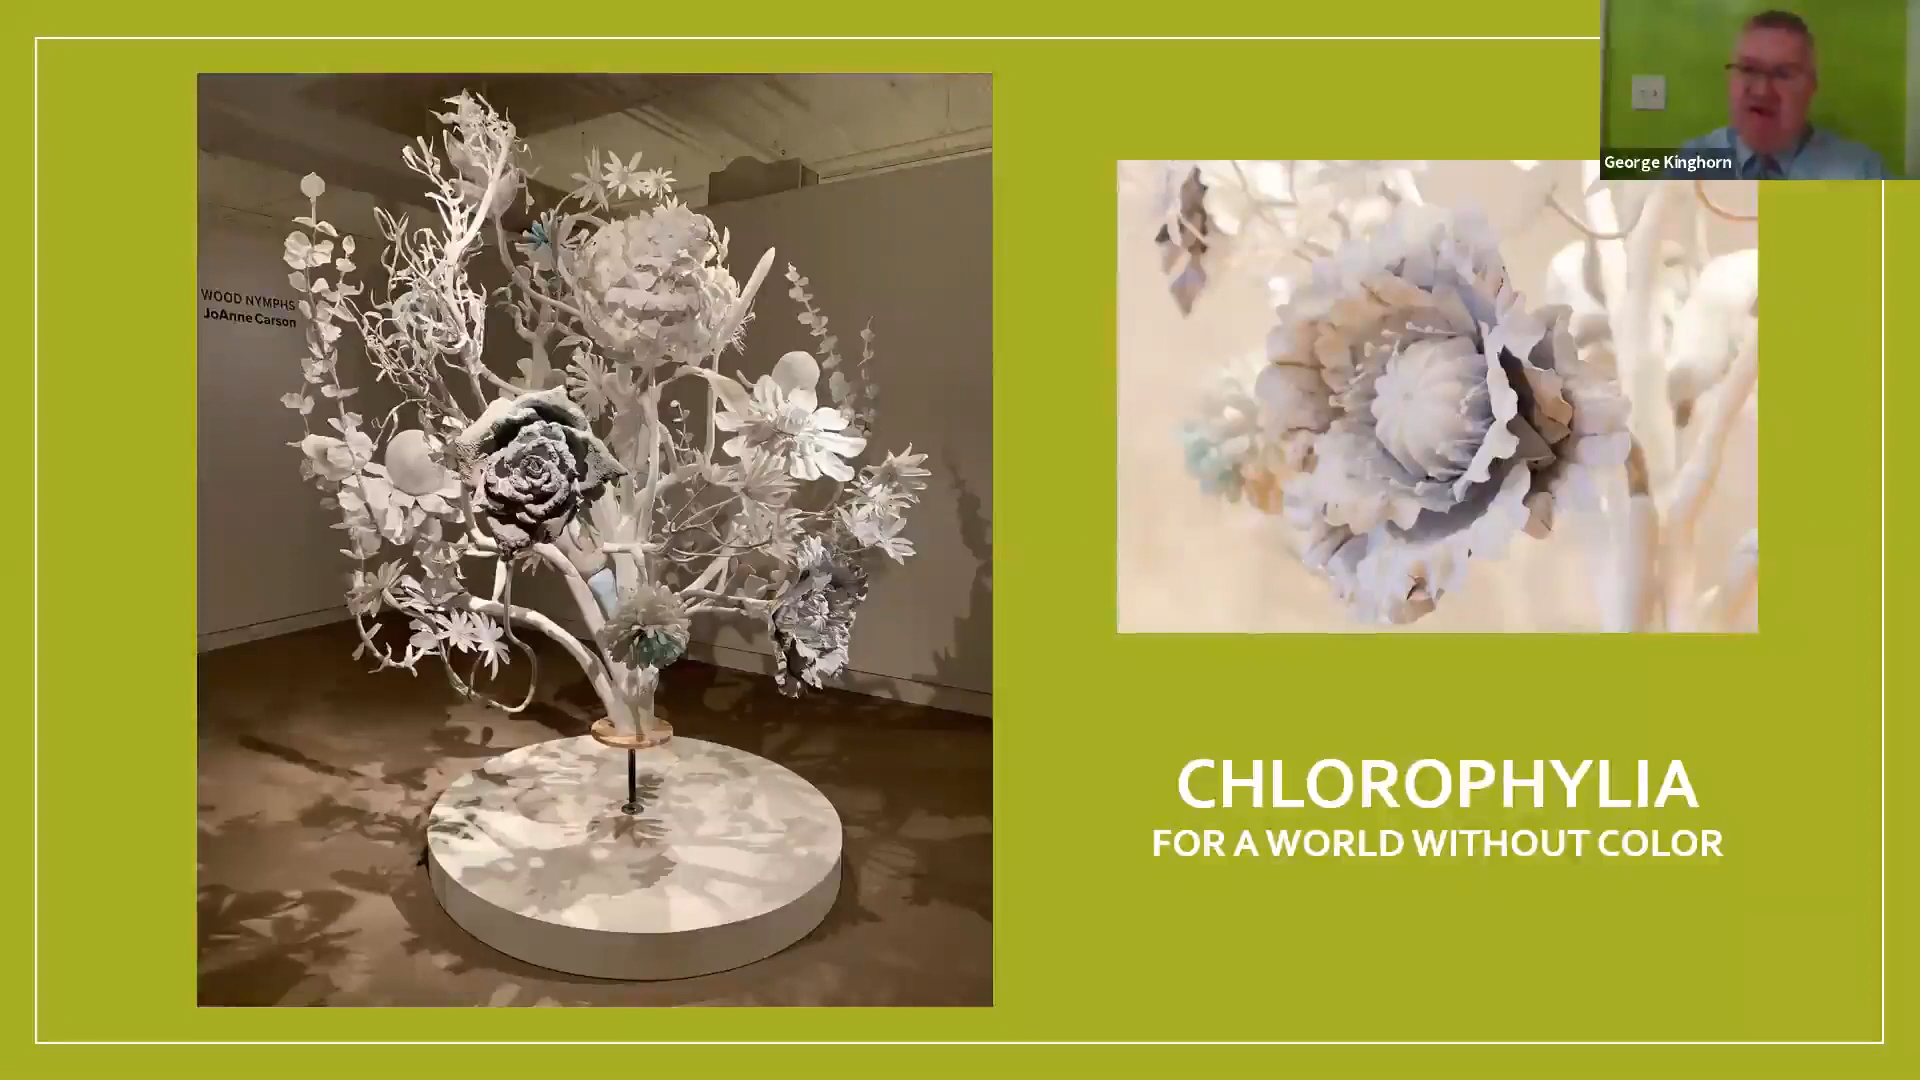 George Kinghorn
WOOD NYMPHS
JoAnne Carson
CHLOROPHYLIA
FOR A WORLD WITHOUT COLOR